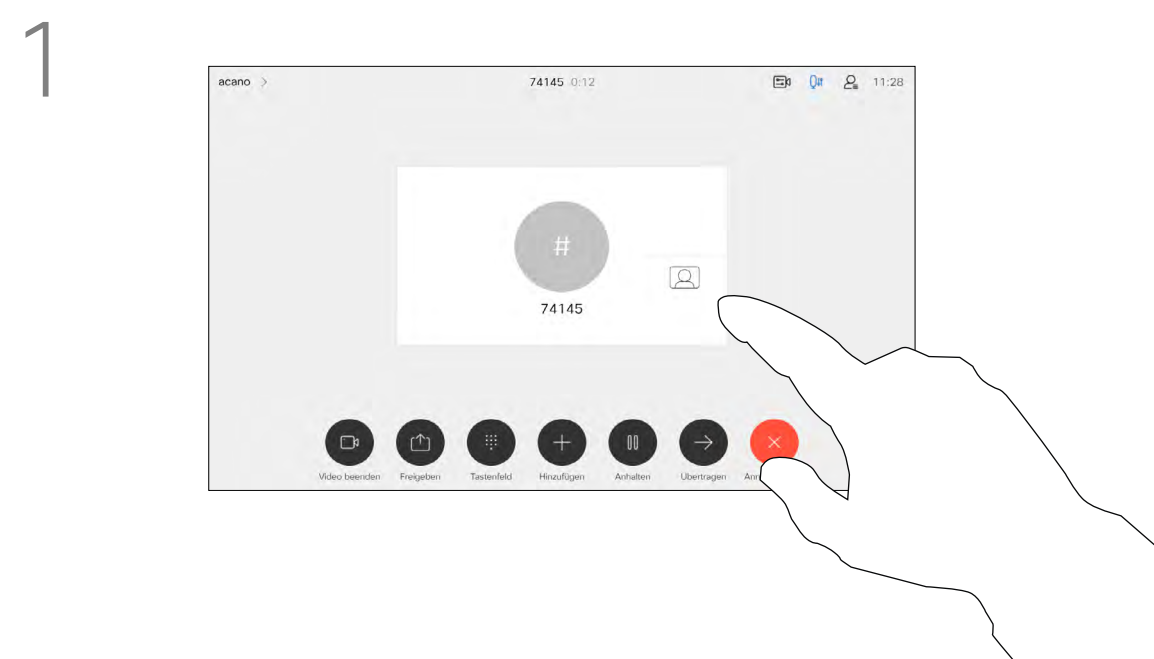 1
acano >
74145 0:12
11:28
#
74145
Video beenden
Freigeben
Tastenfeld
Hinzufügen
Anhalten
Übertragen